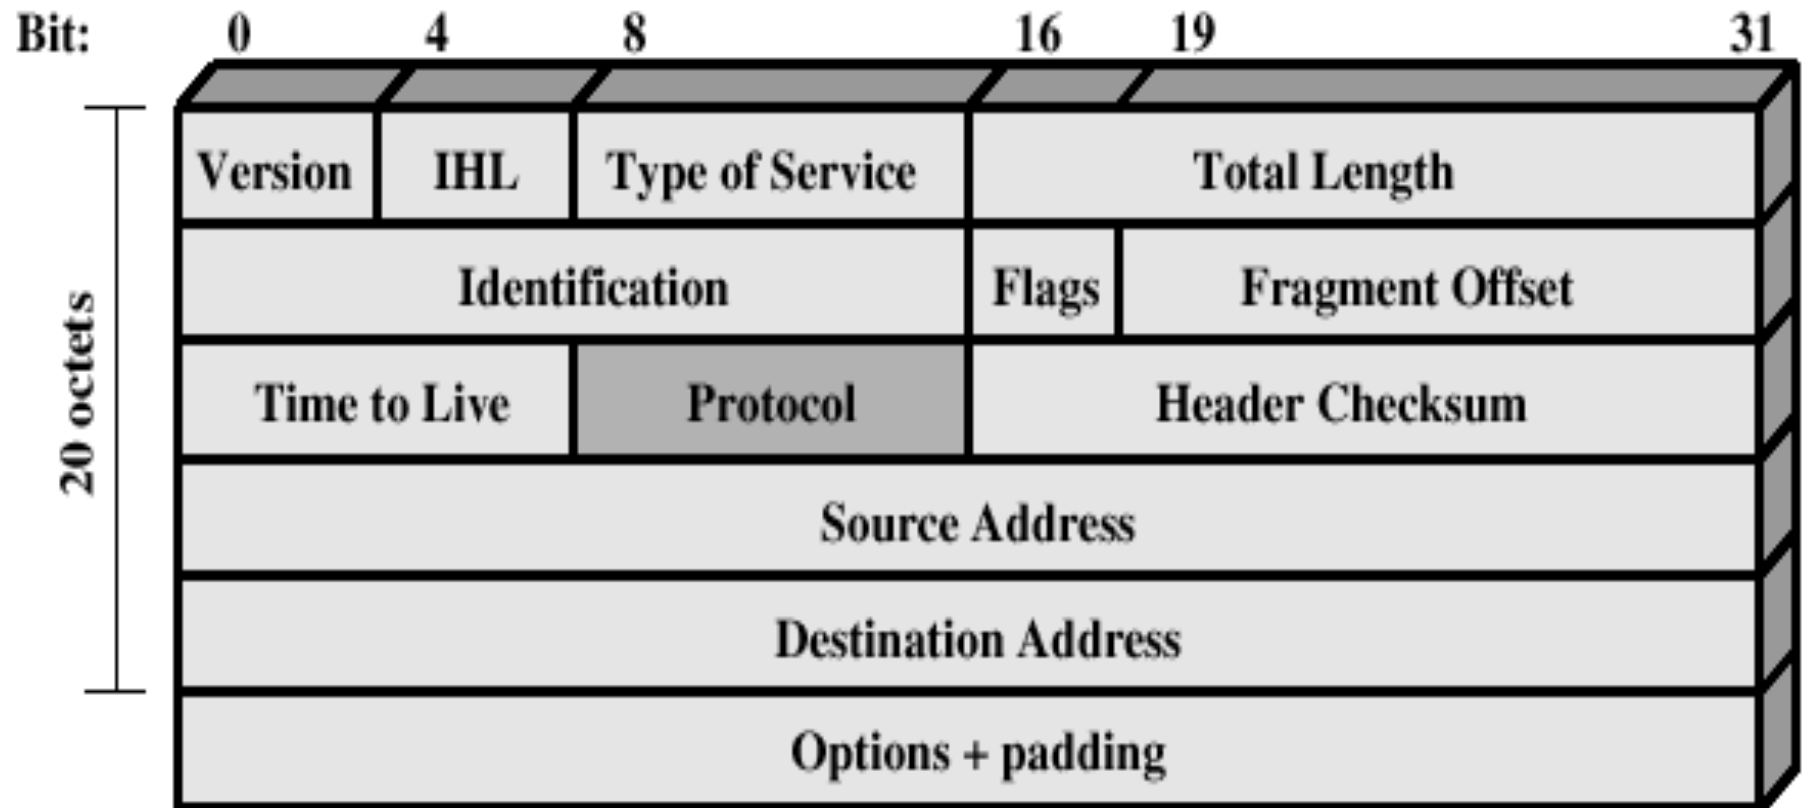 Bit: 0 4 8 16 19 31
Version IHL Type of Service Total Length
Identification Flags Fragment Offset
20 octets
Time to Live Protocol Header Checksum
Source Address
Destination Address
Options + padding